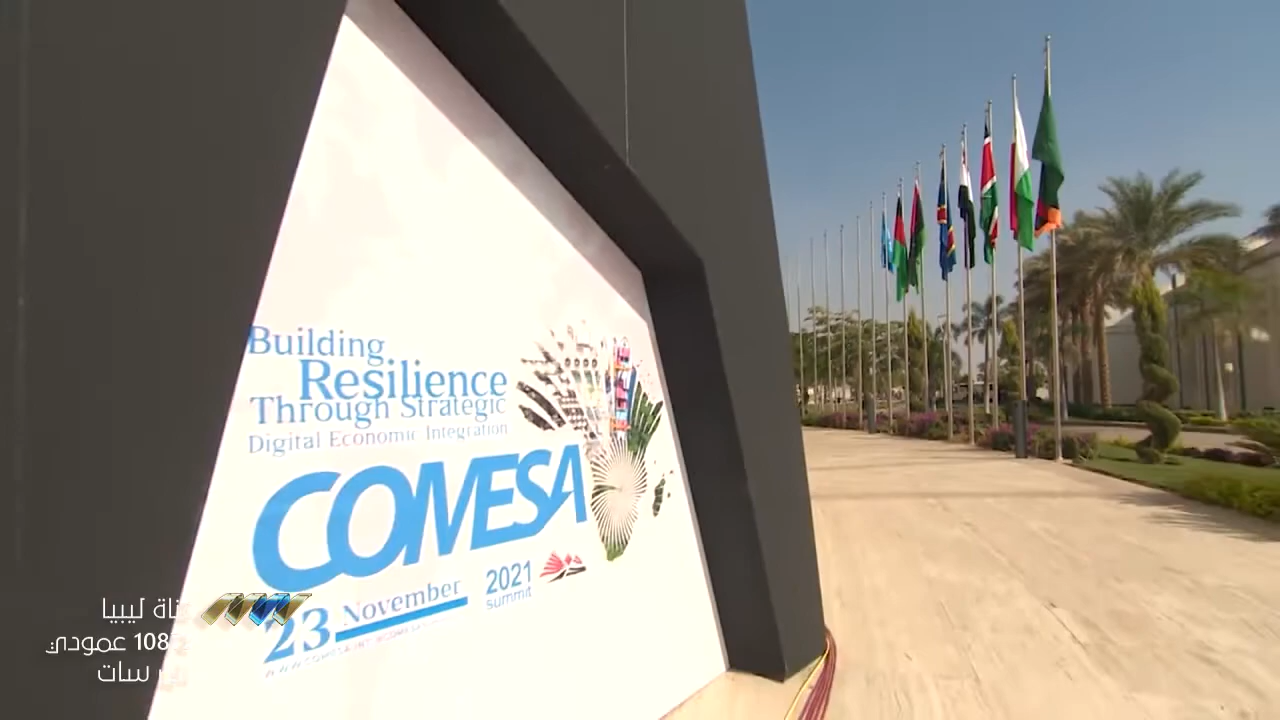 Building
Resilience
Through Strategic
Digital Economic Integration
COMESA
23 November
2021
summit
ليبيا
عمودي
سات